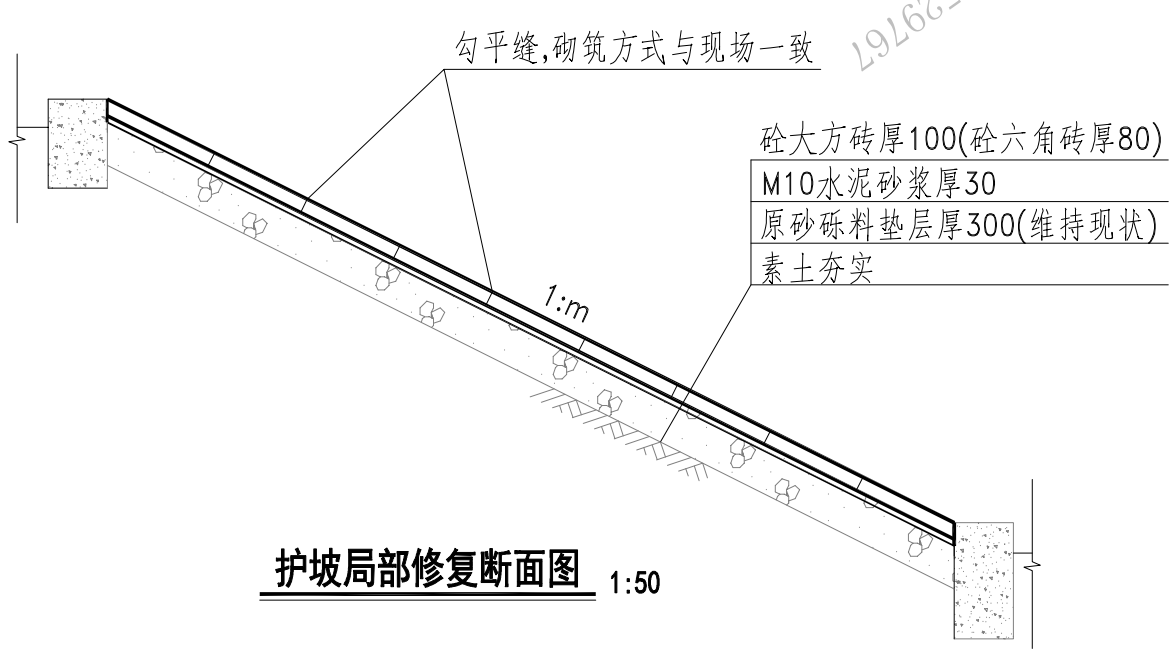 勾平缝,砌筑方式与现场一致
29767
砼大方砖厚100(砼六角砖厚80)
M10水泥砂浆厚30
原砂砾料垫层厚300(维持现状)
素土夯实
1:m
护坡局部修复断面图 1:50